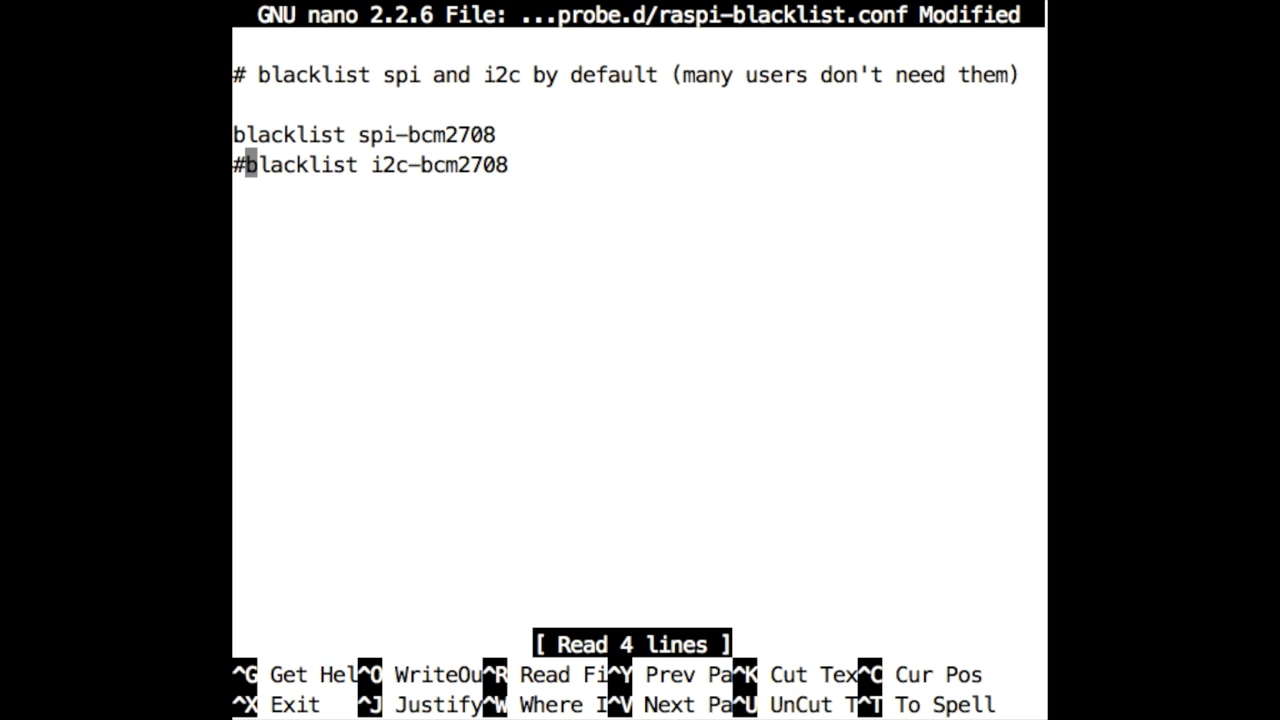 GNU nano 2.2.6 File: ...probe.d/raspi-blacklist.conf Modified
# blacklist spi and i2c by default (many users don't need them)
blacklist spi-bcm2708
#blacklist i2c-bcm2708
[ Read 4 lines ]
^G Get Hel^O WriteOu^R Read Fi^Y Prev Pa^K Cut Tex^C Cur Pos
^X Exit ^J Justify^W Where I^V Next Pa^U UnCut T^T To Spell